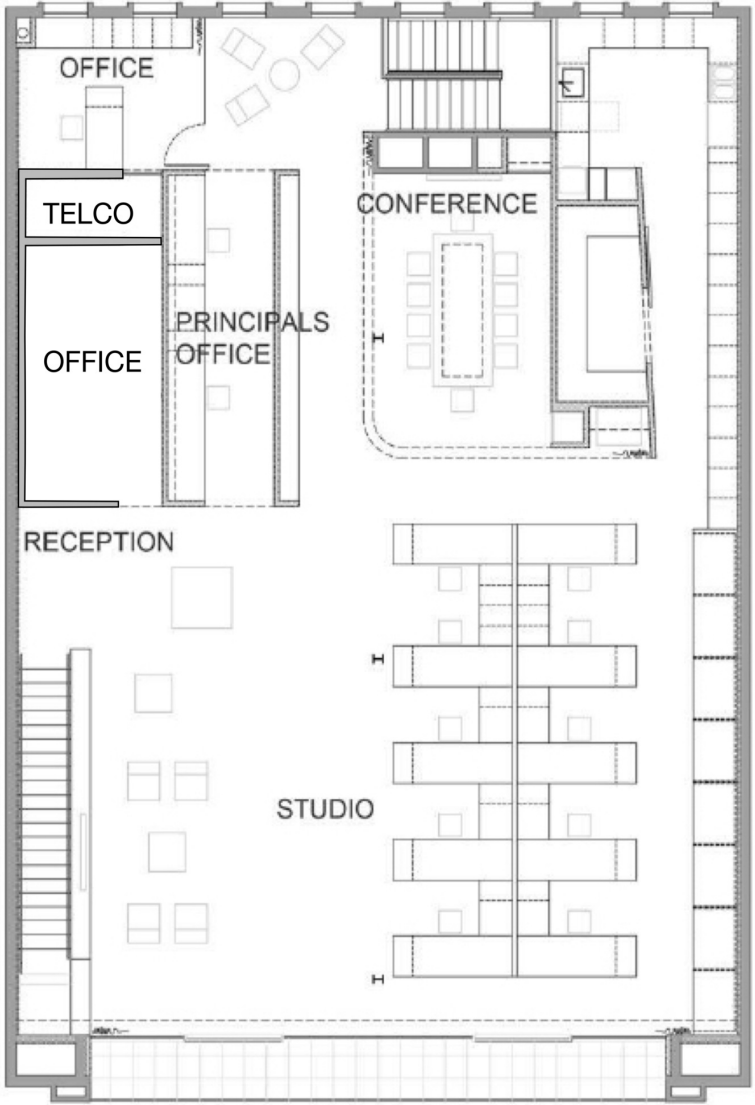 OFFICE
TELCO
CONFERENCE
PRINCIPALS
OFFICE
OFFICE
RECEPTION
STUDIO